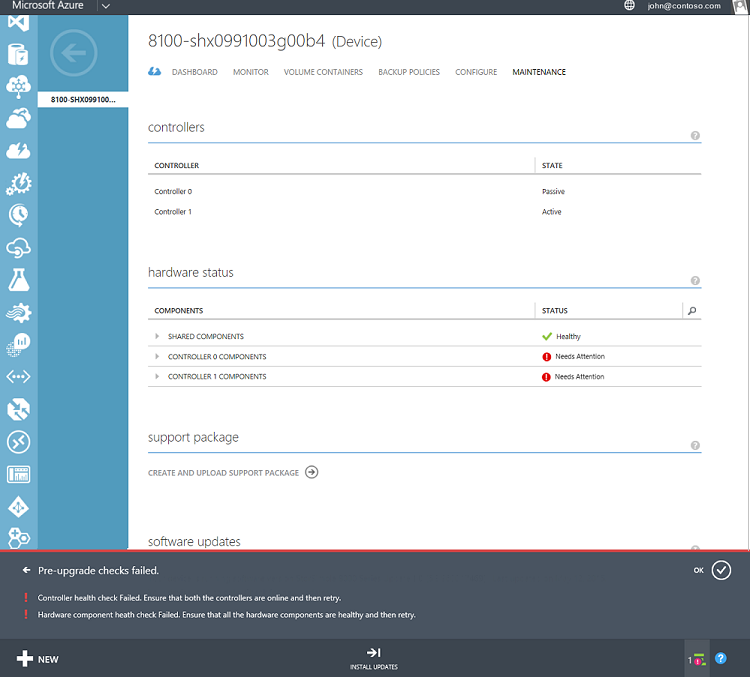 Microsoft Azure
john@contoso.com
8100-shx0991003g00b4 (Device)
DASHBOARD MONITOR VOLUME CONTAINERS BACKUP POLICIES CONFIGURE MAINTENANCE
8100-SHX099100...
controllers
CONTROLLER STATE
Controller 0 Passive
Controller 1 Active
hardware status
COMPONENTS STATUS
SHARED COMPONENTS Healthy
CONTROLLER 0 COMPONENTS Needs Attention
CONTROLLER 1 COMPONENTS Needs Attention
support package
CREATE AND UPLOAD SUPPORT PACKAGE
software updates
Pre-upgrade checks failed.
OK
Controller health check Failed. Ensure that both the controllers are online and then retry.
Hardware component heath check Failed. Ensure that all the hardware components are healthy and then retry.
NEW
INSTALL UPDATES
1